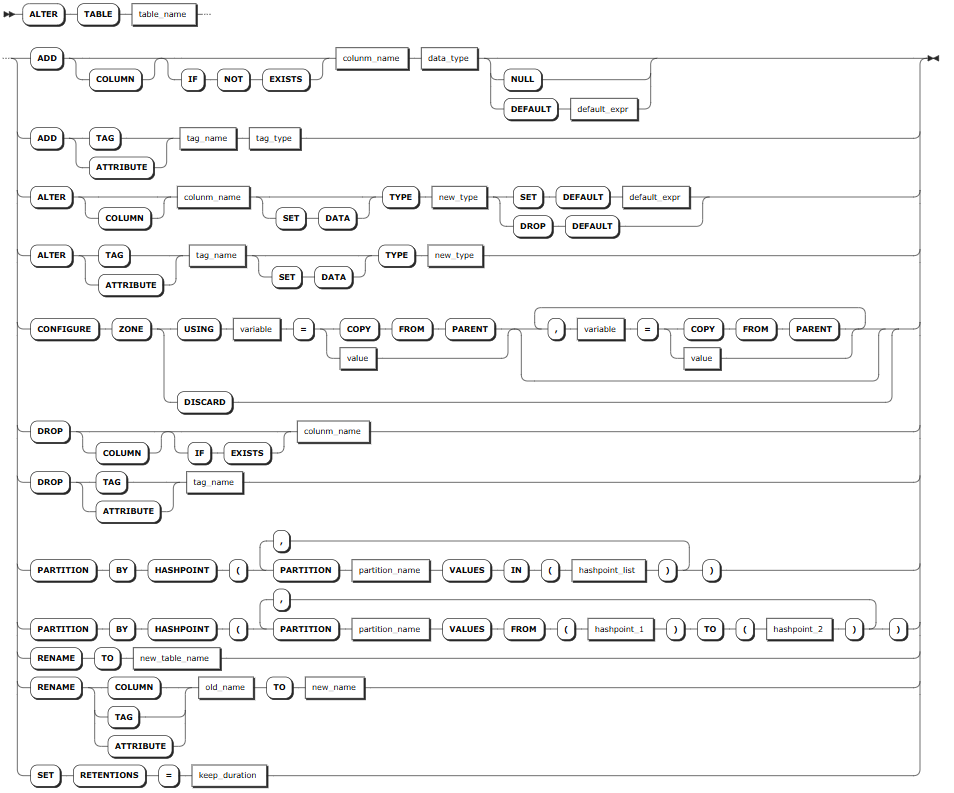 ALTER TABLE table_name
ADD colunm_name data_type
COLUMN IF NOT EXISTS NULL
DEFAULT default_expr
ADD TAG tag_name tag_type
ATTRIBUTE
ALTER colunm_name TYPE new_type SET DEFAULT default_expr
COLUMN SET DATA DROP DEFAULT
ALTER TAG tag_name TYPE new_type
ATTRIBUTE SET DATA
CONFIGURE ZONE USING variable = COPY FROM PARENT , variable = COPY FROM PARENT
value value
DISCARD
DROP colunm_name
COLUMN IF EXISTS
DROP TAG tag_name
ATTRIBUTE
,
PARTITION BY HASHPOINT ( PARTITION partition_name VALUES IN ( hashpoint_list ) )
,
PARTITION BY HASHPOINT ( PARTITION partition_name VALUES FROM ( hashpoint_1 ) TO ( hashpoint_2 ) )
RENAME TO new_table_name
RENAME COLUMN old_name TO new_name
TAG
ATTRIBUTE
SET RETENTIONS = keep_duration